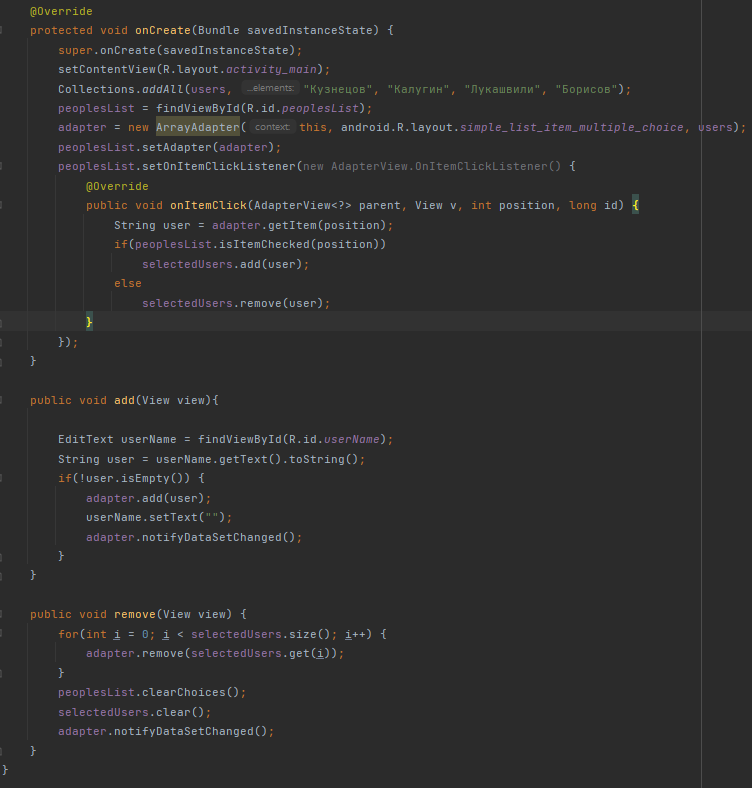 @Override
protected void onCreate(Bundle savedInstanceState) {
super.onCreate(savedInstanceState);
setContentView(R.layout.activity_main);
Collections.addAll(users, ...elements: "Кузнецов", "Калугин", "Лукашвили", "Борисов");
peoplesList = findViewById(R.id.peoplesList);
adapter = new ArrayAdapter( context: this, android.R.layout.simple_list_item_multiple_choice, users);
peoplesList.setAdapter(adapter);
peoplesList.setOnItemClickListener(new AdapterView.OnItemClickListener() {
@Override
public void onItemClick(AdapterView<?> parent, View v, int position, long id) {
String user = adapter.getItem(position);
if(peoplesList.isItemChecked(position))
selectedUsers.add(user);
else
selectedUsers.remove(user);
}
});
}
public void add(View view){
EditText userName = findViewById(R.id.userName);
String user = userName.getText().toString();
if(!user.isEmpty()) {
adapter.add(user);
userName.setText("");
adapter.notifyDataSetChanged();
}
}
public void remove(View view) {
for(int i = 0; i < selectedUsers.size(); i++) {
adapter.remove(selectedUsers.get(i));
}
peoplesList.clearChoices();
selectedUsers.clear();
adapter.notifyDataSetChanged();
}
}